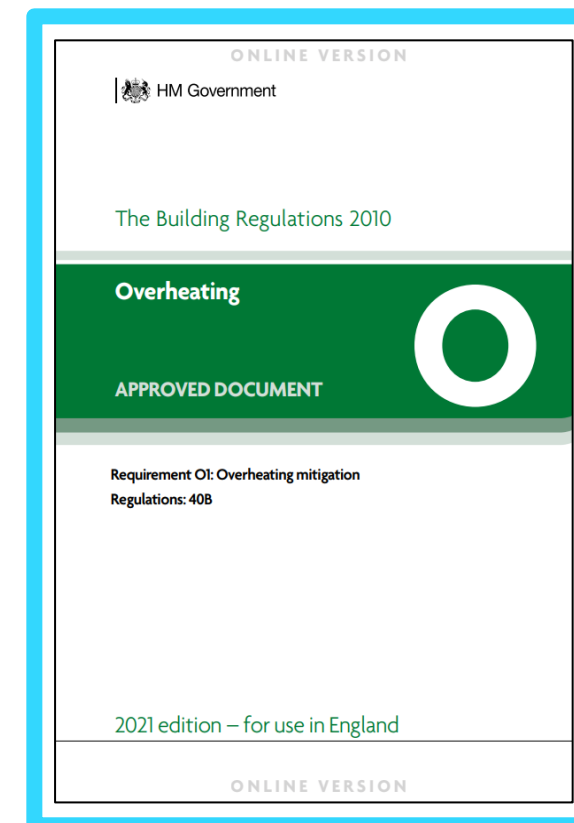 ONLINE VERSION
HM Government
The Building Regulations 2010
Overheating
O
APPROVED DOCUMENT
Requirement O1: Overheating mitigation
Regulations: 40B
2021 edition – for use in England
ONLINE VERSION